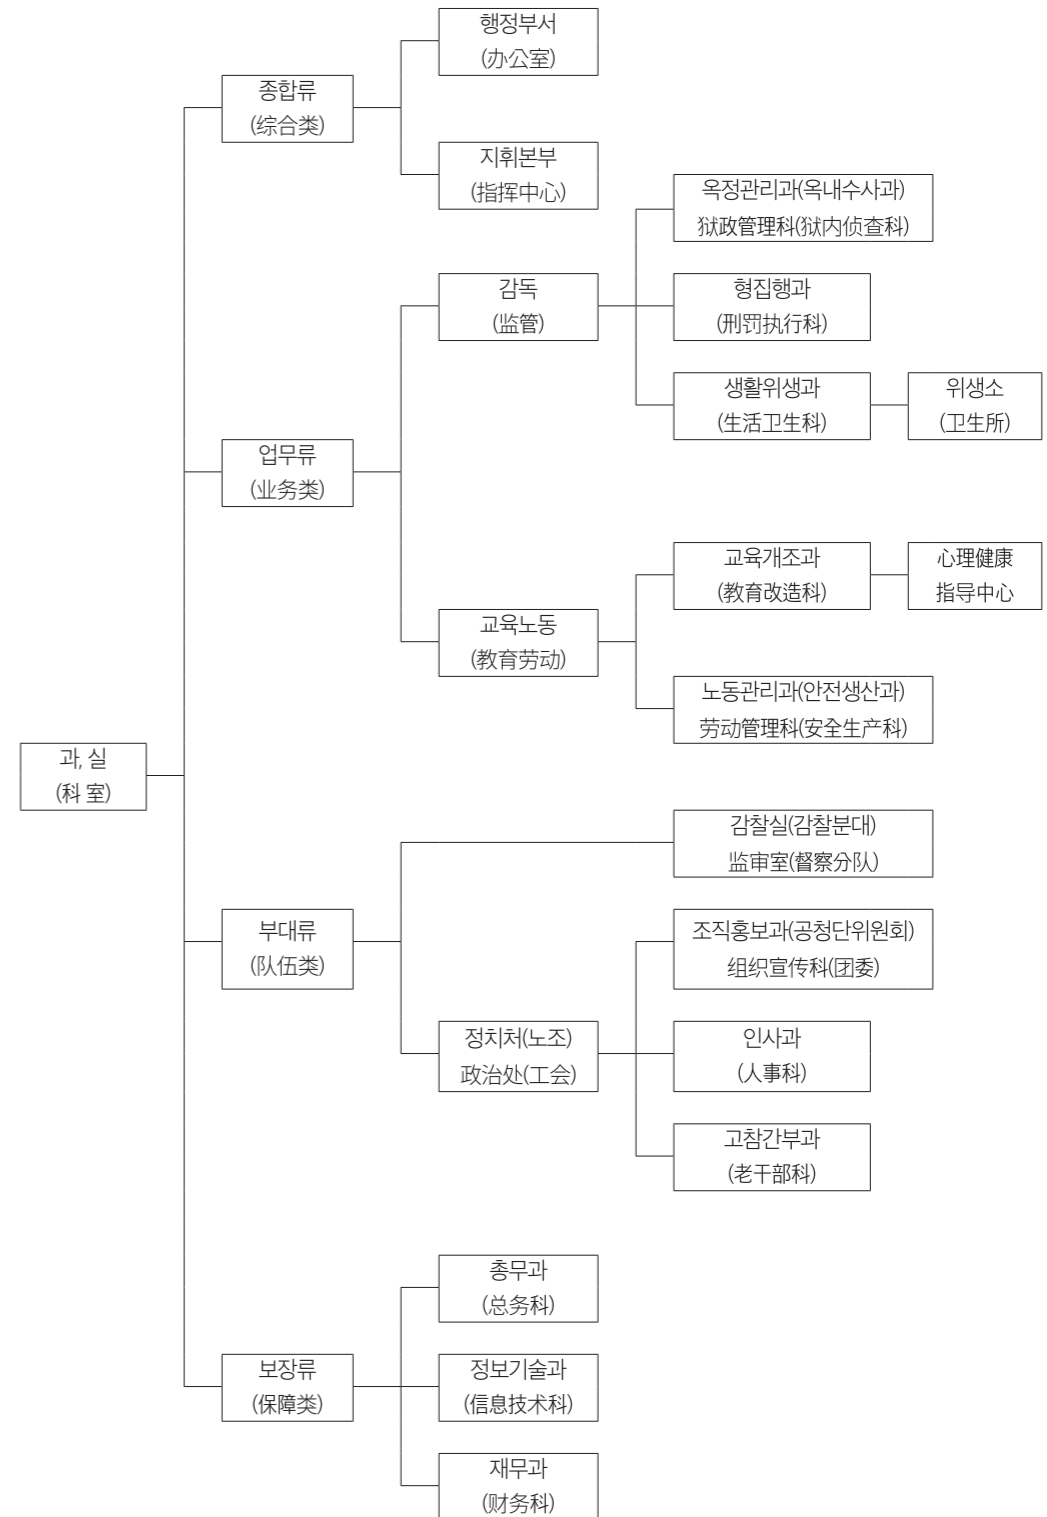 행정부서
(办公室)
종합류
(综合类)
지휘본부
(指挥中心)
옥정관리과(옥내수사과)
狱政管理科(狱内侦查科)
감독
(监管)
형집행과
(刑罚执行科)
생활위생과
(生活卫生科)
위생소
(卫生所)
업무류
(业务类)
교육개조과
(教育改造科)
心理健康
指导中心
교육노동
(教育劳动)
노동관리과(안전생산과)
劳动管理科(安全生产科)
과, 실
(科 室)
감찰실(감찰분대)
监审室(督察分队)
부대류
(队伍类)
조직홍보과(공청단위원회)
组织宣传科(团委)
정치처(노조)
政治处(工会)
인사과
(人事科)
고참간부과
(老干部科)
총무과
(总务科)
보장류
(保障类)
정보기술과
(信息技术科)
재무과
(财务科)